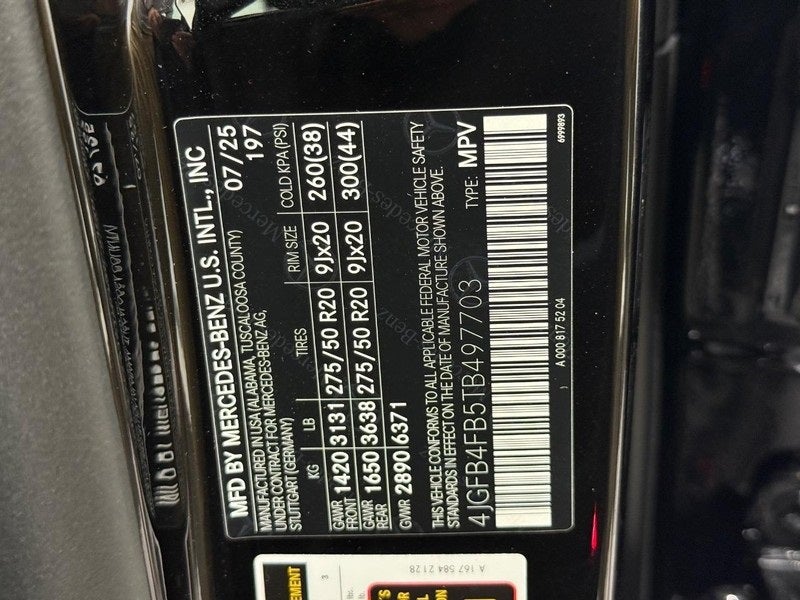 MFD BY MERCEDES-BENZ U.S. INTL., INC
MANUFACTURED IN USA (ALABAMA, TUSCALOOSA COUNTY) 07/25
UNDER CONTRACT FOR MERCEDES-BENZ AG, 197
STUTTGART (GERMANY)
KG LB TIRES RIM SIZE COLD KPA (PSI)
GAWR FRONT 1420 3131 275/50 R20 9Jx20 260(38)
GAWR REAR 1650 3638 275/50 R20 9Jx20 300(44)
GVWR 2890 6371
THIS VEHICLE CONFORMS TO ALL APPLICABLE FEDERAL MOTOR VEHICLE SAFETY
STANDARDS IN EFFECT ON THE DATE OF MANUFACTURE SHOWN ABOVE.
4JGFB4FB5TB497703 TYPE: MPV
A 000 817 52 04 6999893
A 167 584 21 28